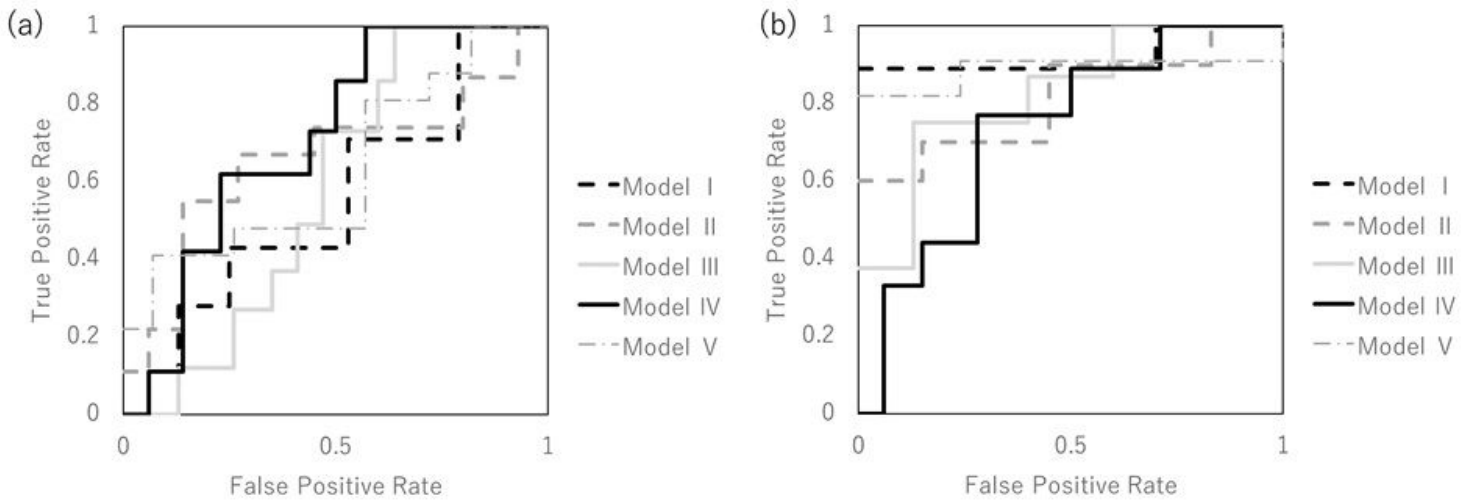 (a)
True Positive Rate
1
0.8
0.6
0.4
0.2
0
0
0.5
1
False Positive Rate
Model I
Model II
Model III
Model IV
Model V
(b)
True Positive Rate
1
0.8
0.6
0.4
0.2
0
0
0.5
1
False Positive Rate
Model I
Model II
Model III
Model IV
Model V